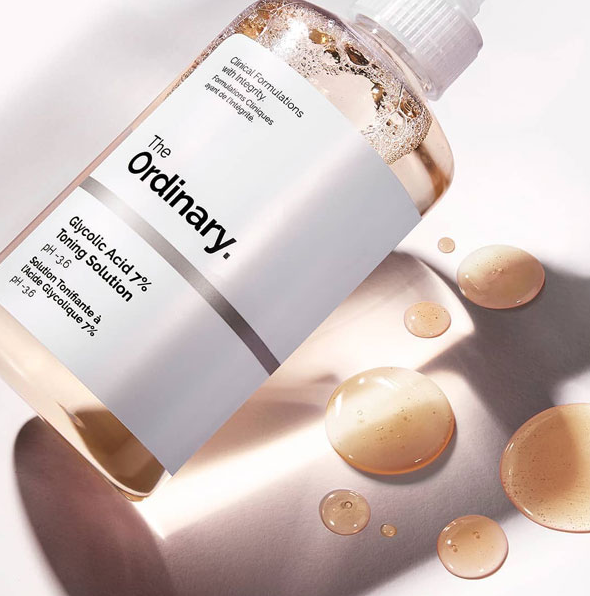 Clinical Formulations
with Integrity.
Formulations Cliniques
ayant de l'intégrité.
The
Ordinary.
Glycolic Acid 7%
Toning Solution
pH ~3.6
Solution Tonifiante à
l'Acide Glycolique 7%
pH ~3.6